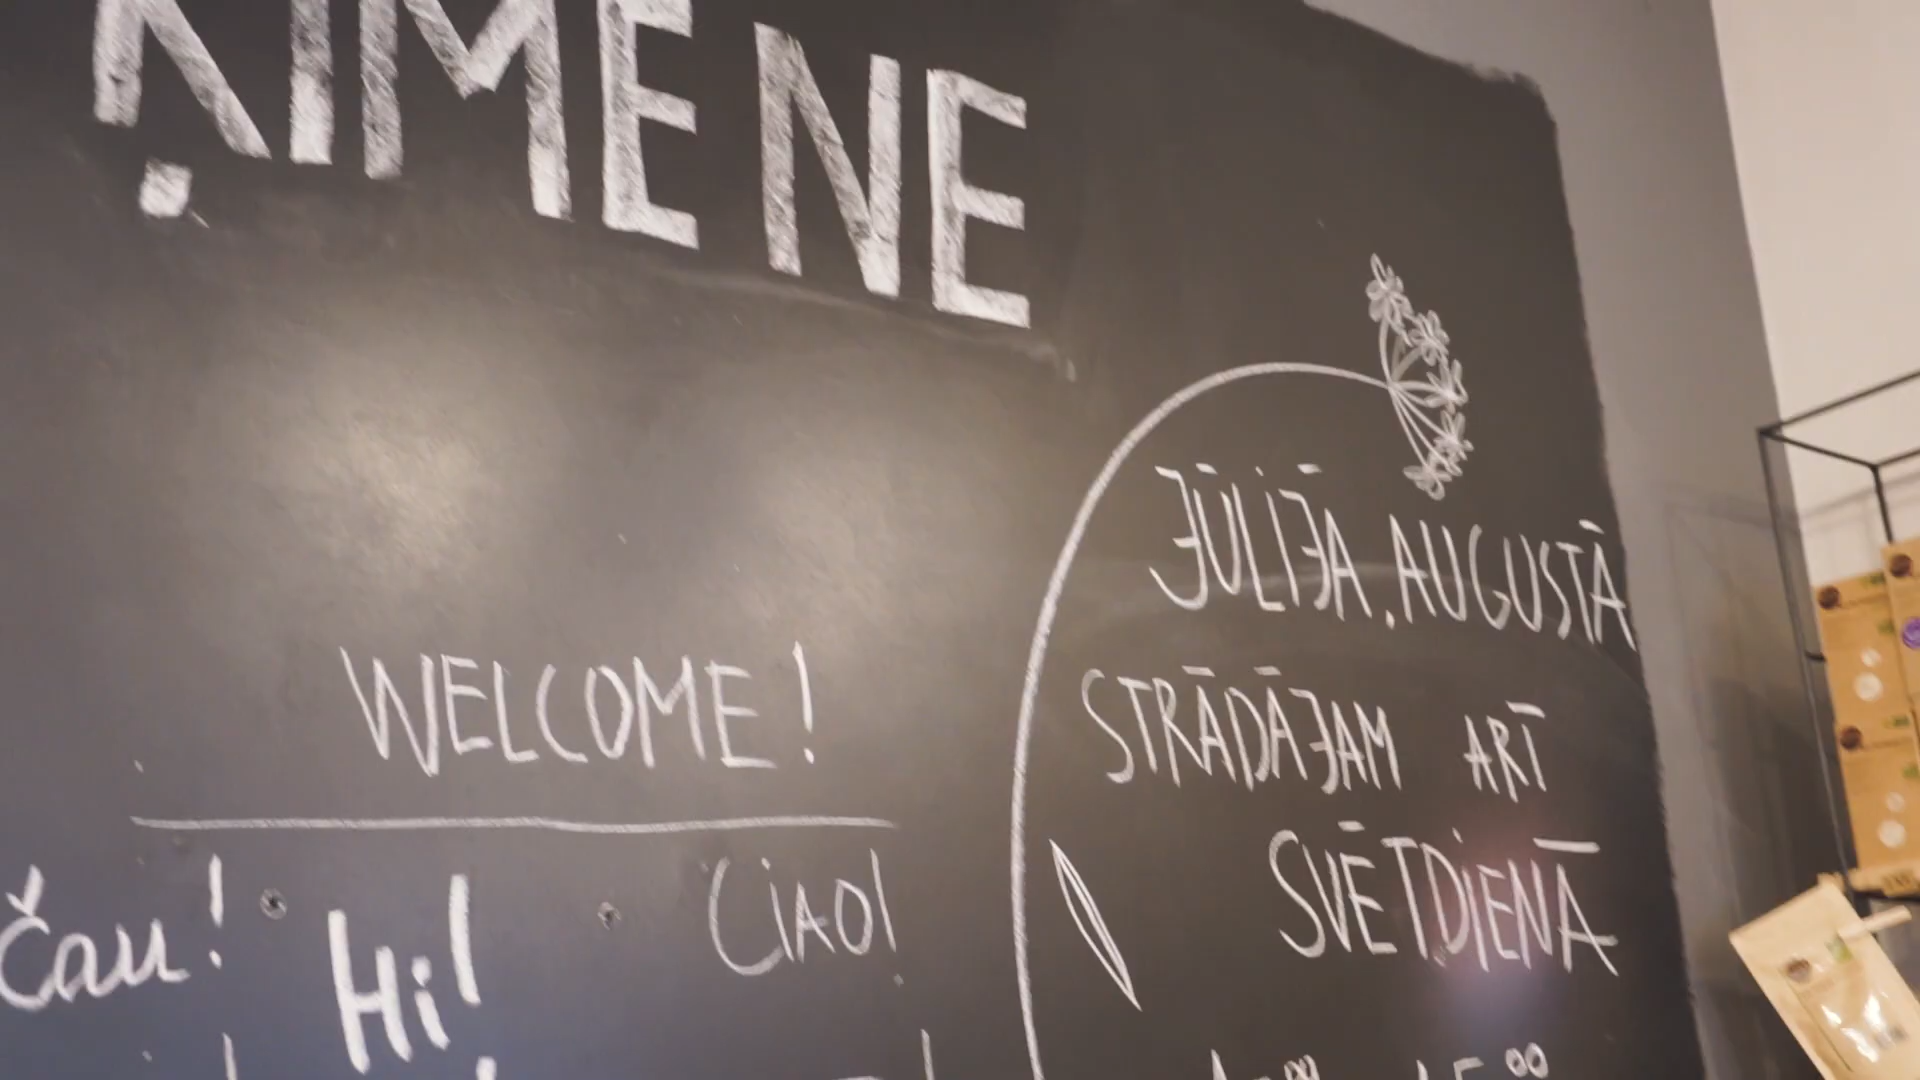 ĶIMENE
JŪLIJĀ, AUGUSTĀ
STRĀDĀJAM ARĪ
SVĒTDIENĀ
WELCOME!
Čau!
Hi!
CIAO!